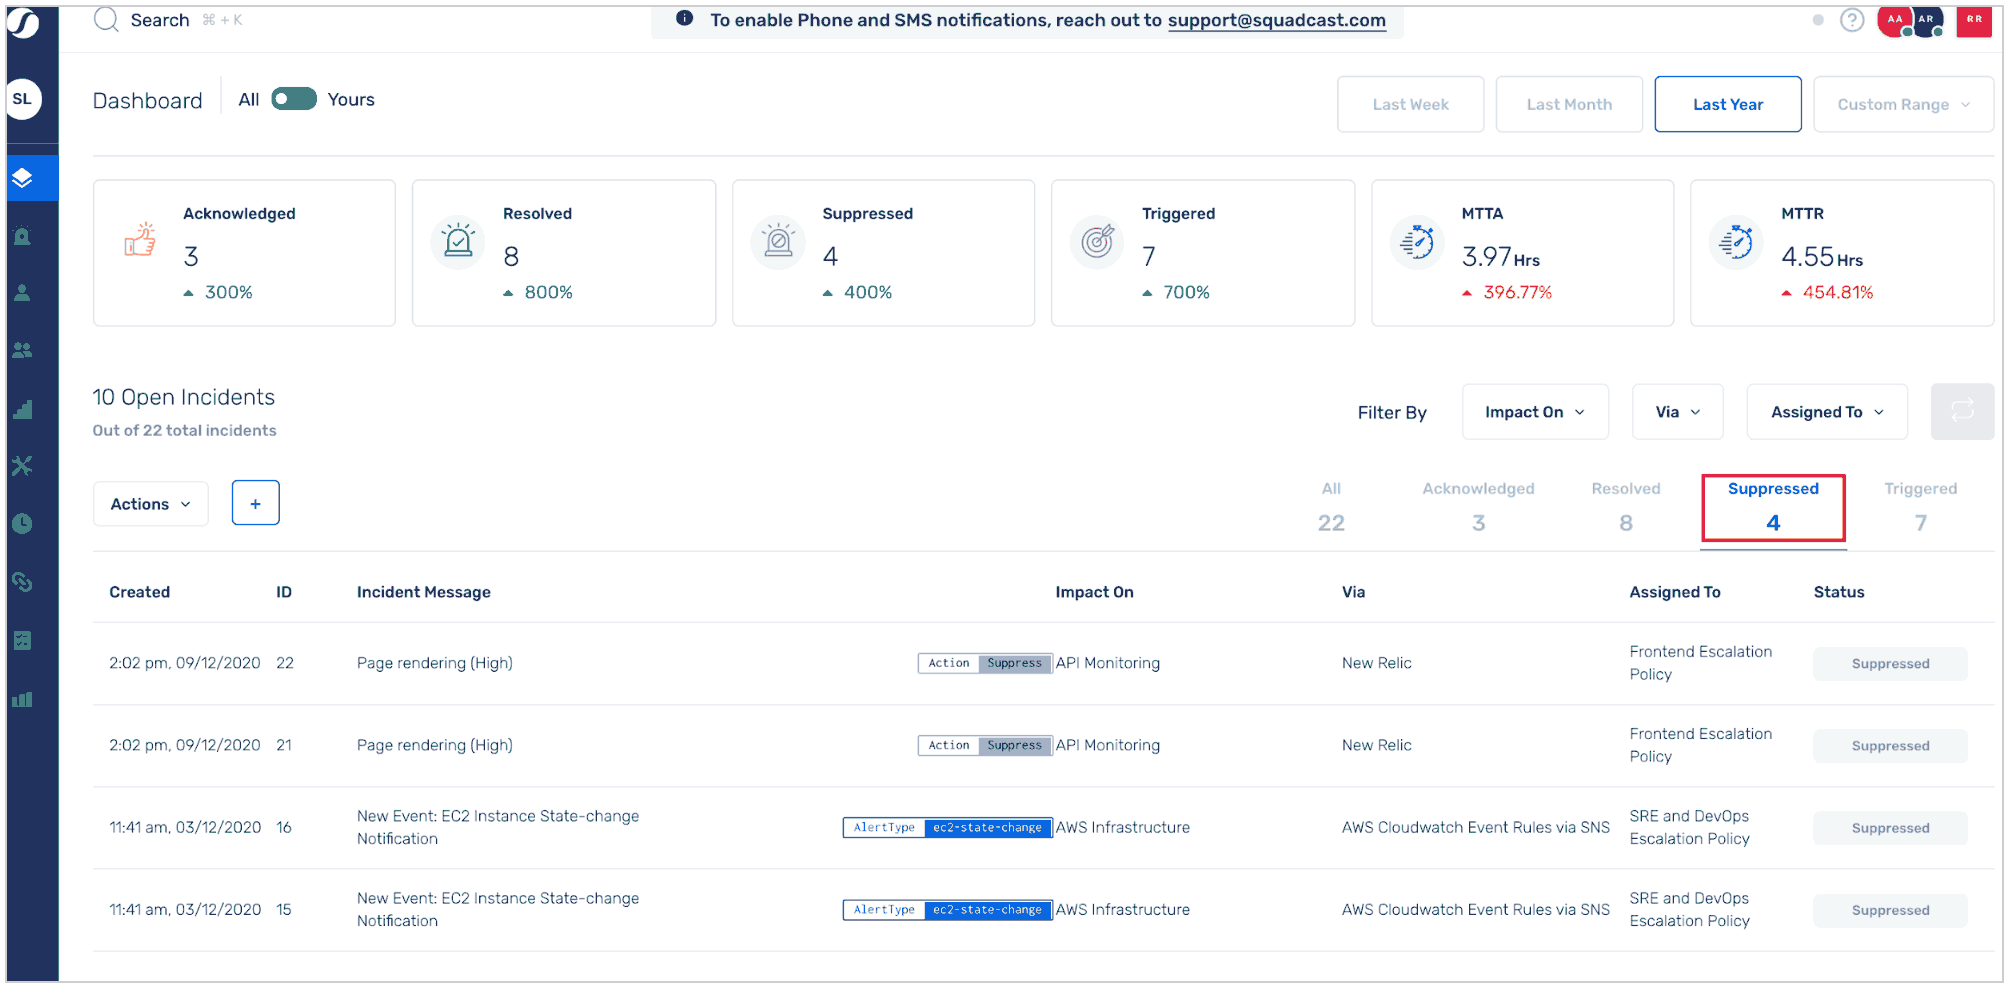 Search ⌘ + K
To enable Phone and SMS notifications, reach out to support@squadcast.com
? AA AR RR
SL
Dashboard All Yours
Last Week Last Month Last Year Custom Range
Acknowledged
3
300%
Resolved
8
800%
Suppressed
4
400%
Triggered
7
700%
MTTA
3.97 Hrs
396.77%
MTTR
4.55 Hrs
454.81%
10 Open Incidents
Out of 22 total incidents
Filter By Impact On Via Assigned To
Actions +
All Acknowledged Resolved Suppressed Triggered
22 3 8 4 7
Created ID Incident Message Impact On Via Assigned To Status
2:02 pm, 09/12/2020 22 Page rendering (High) Action Suppress API Monitoring New Relic Frontend Escalation Suppressed
Policy
2:02 pm, 09/12/2020 21 Page rendering (High) Action Suppress API Monitoring New Relic Frontend Escalation Suppressed
Policy
11:41 am, 03/12/2020 16 New Event: EC2 Instance State-change AlertType ec2-state-change AWS Infrastructure AWS Cloudwatch Event Rules via SNS SRE and DevOps Suppressed
Notification Escalation Policy
11:41 am, 03/12/2020 15 New Event: EC2 Instance State-change AlertType ec2-state-change AWS Infrastructure AWS Cloudwatch Event Rules via SNS SRE and DevOps Suppressed
Notification Escalation Policy